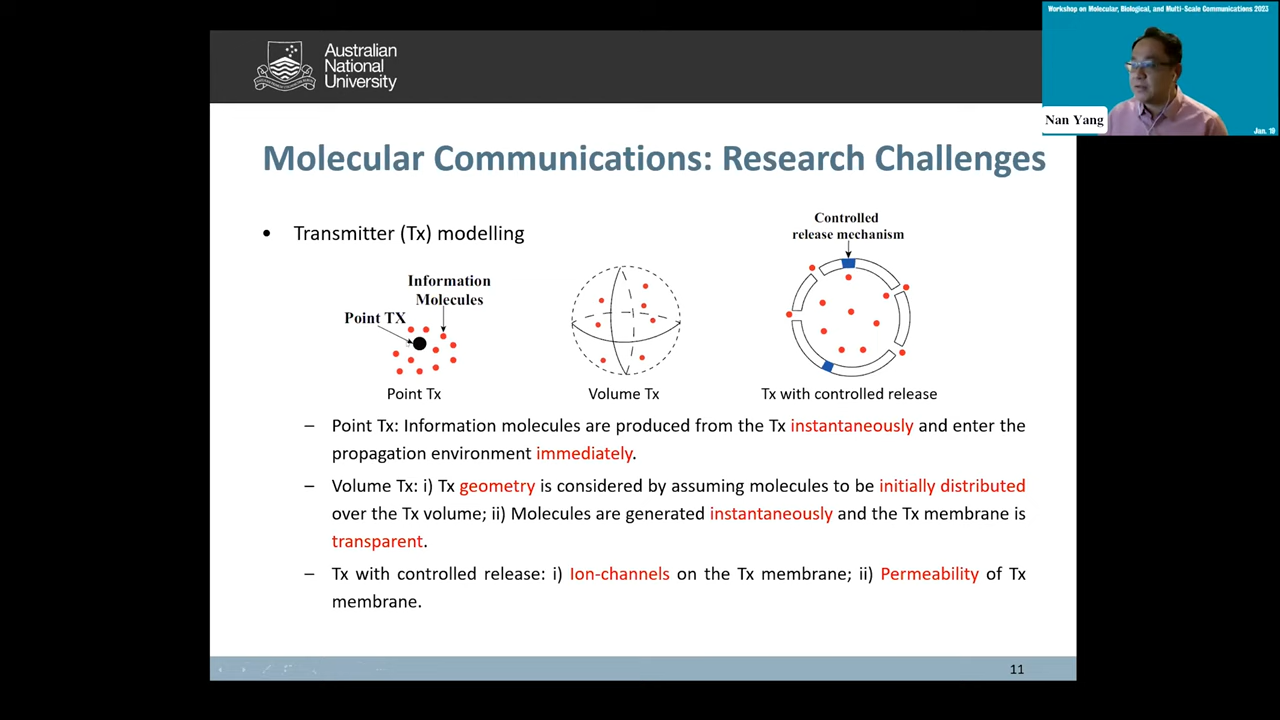 Workshop on Molecular, Biological, and Multi-Scale Communications 2023
Nan Yang
Jan. 19
Australian
National
University
Molecular Communications: Research Challenges
• Transmitter (Tx) modelling
Information
Molecules
Point TX
Point Tx
Volume Tx
Controlled
release mechanism
Tx with controlled release
– Point Tx: Information molecules are produced from the Tx instantaneously and enter the
propagation environment immediately.
– Volume Tx: i) Tx geometry is considered by assuming molecules to be initially distributed
over the Tx volume; ii) Molecules are generated instantaneously and the Tx membrane is
transparent.
– Tx with controlled release: i) Ion-channels on the Tx membrane; ii) Permeability of Tx
membrane.
11